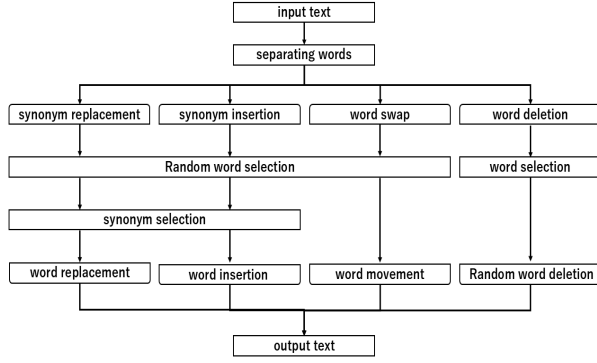 input text
separating words
synonym replacement
synonym insertion
word swap
word deletion
Random word selection
word selection
synonym selection
word replacement
word insertion
word movement
Random word deletion
output text